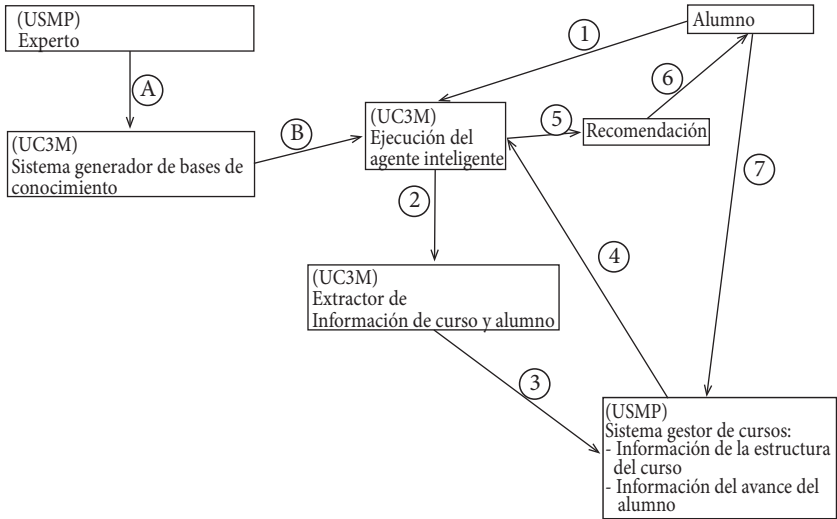 (USMP)
Experto
A
(UC3M)
Sistema generador de bases de
conocimiento
B
(UC3M)
Ejecución del
agente inteligente
1
Alumno
5
Recomendación
6
2
7
(UC3M)
Extractor de
Información de curso y alumno
4
3
(USMP)
Sistema gestor de cursos:
- Información de la estructura
del curso
- Información del avance del
alumno